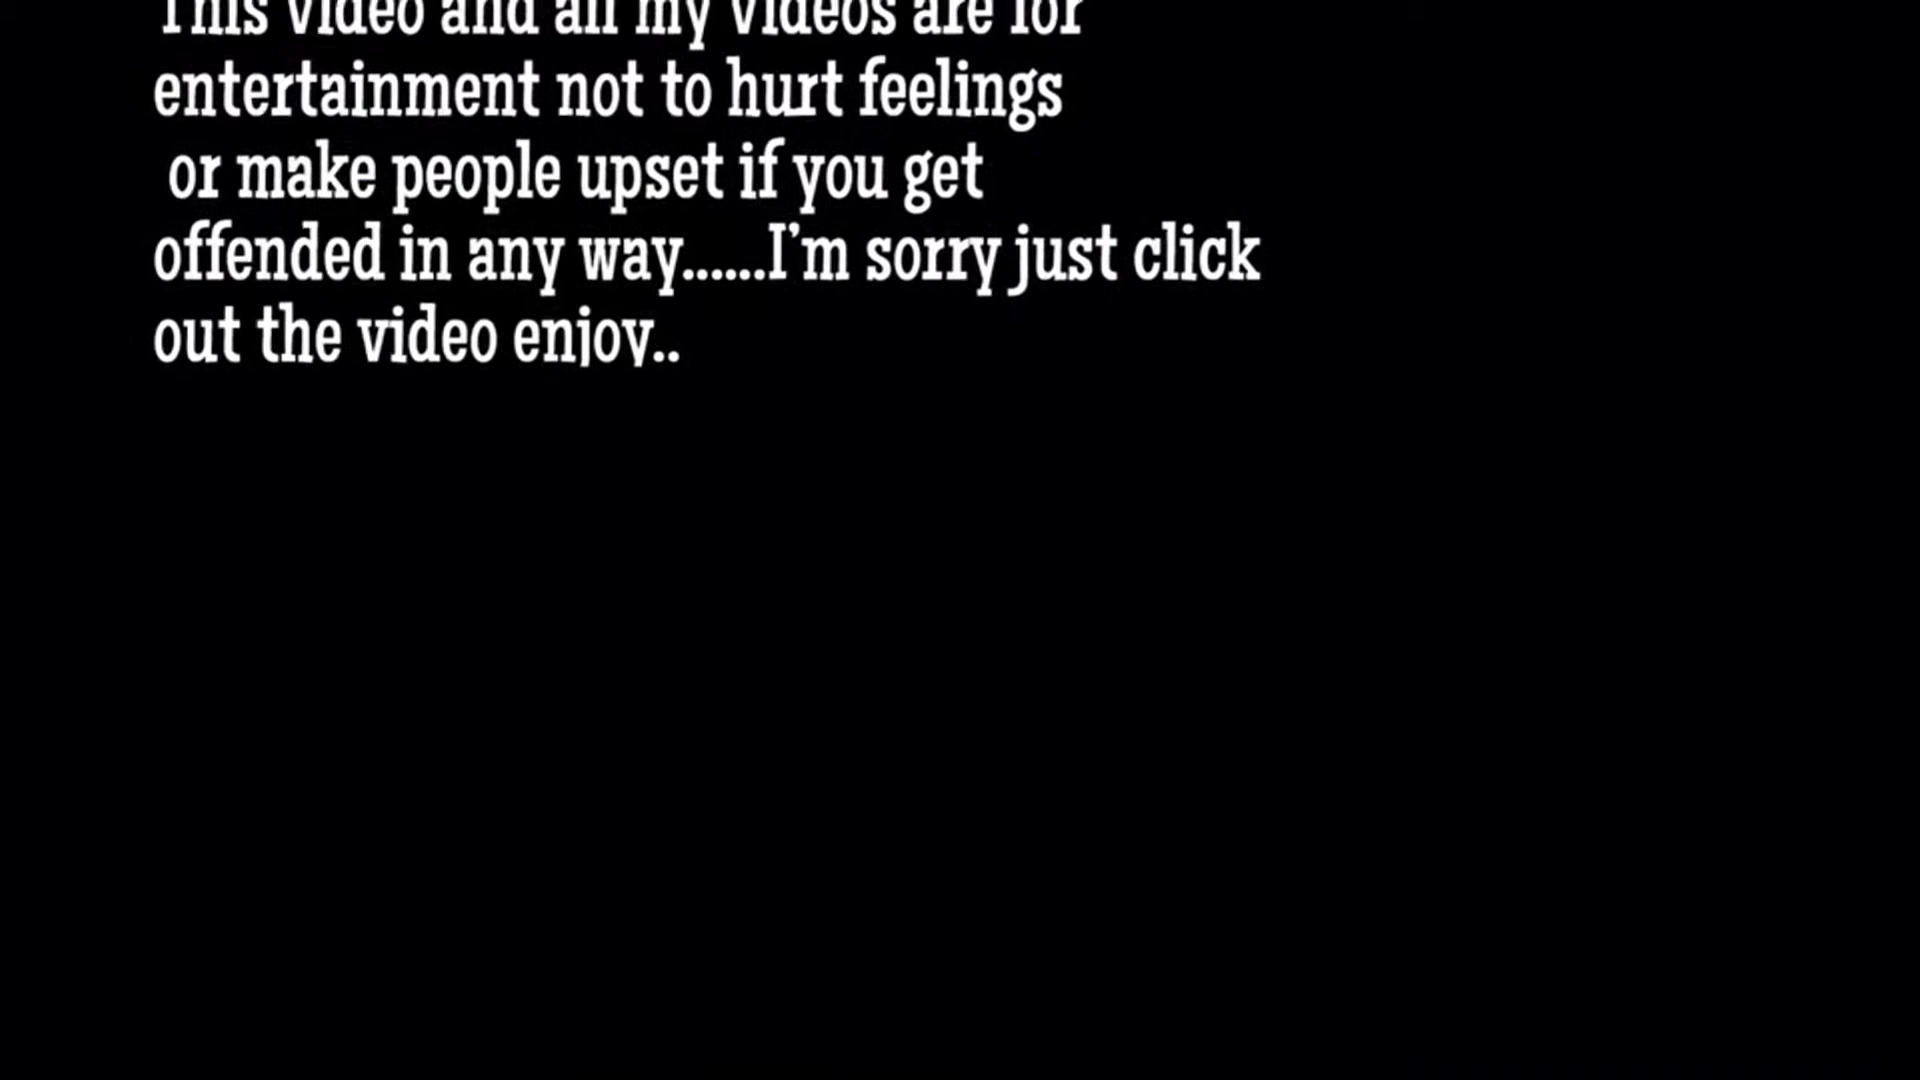 This video and all my videos are for
entertainment not to hurt feelings
or make people upset if you get
offended in any way......I'm sorry just click
out the video enjoy..